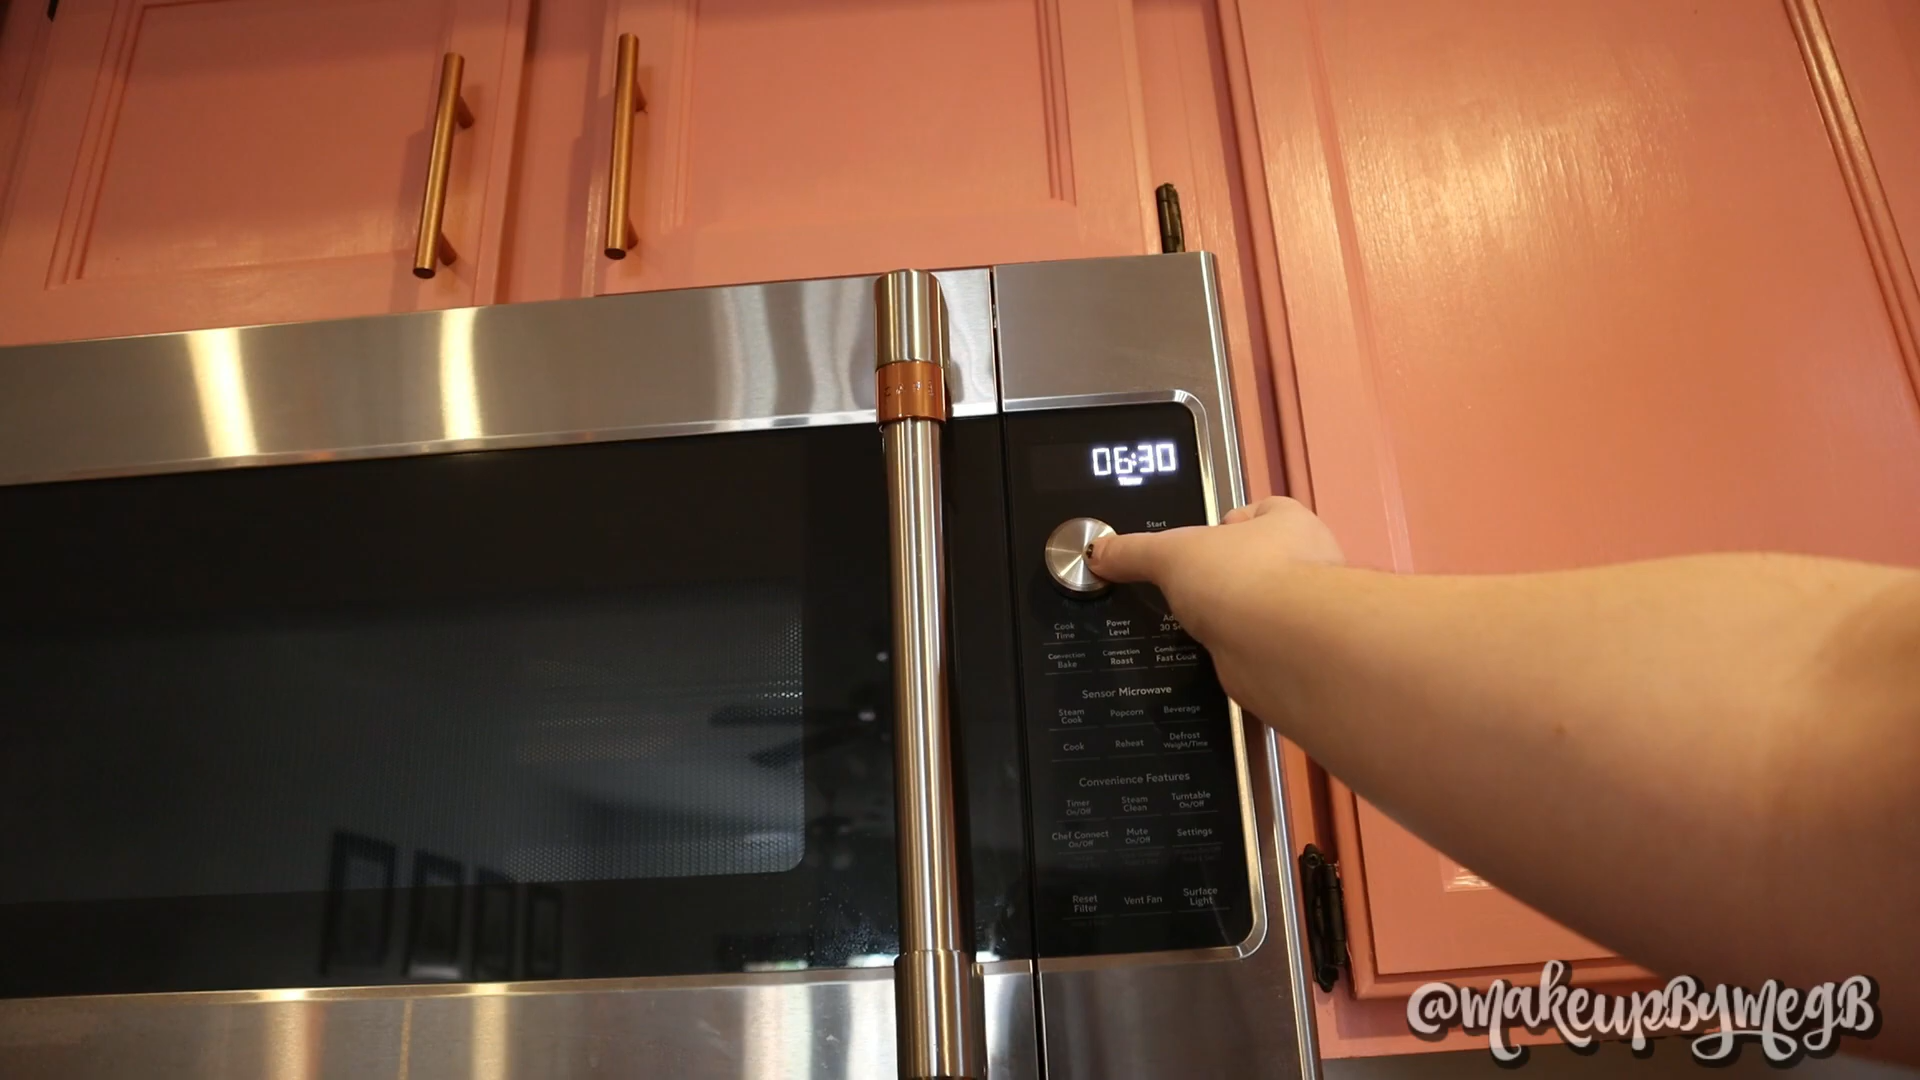 CAFE
06:30
Timer
Start
Cook Time
Power Level
Convection Bake
Convection Roast
Fast Cook
Sensor Microwave
Steam Cook
Popcorn
Beverage
Cook
Reheat
Defrost Weight/Time
Convenience Features
Timer On/Off
Steam Clean
Turntable On/Off
Chef Connect On/Off
Mute On/Off
Settings
Reset Filter
Vent Fan
Surface Light
@makeupBymegB